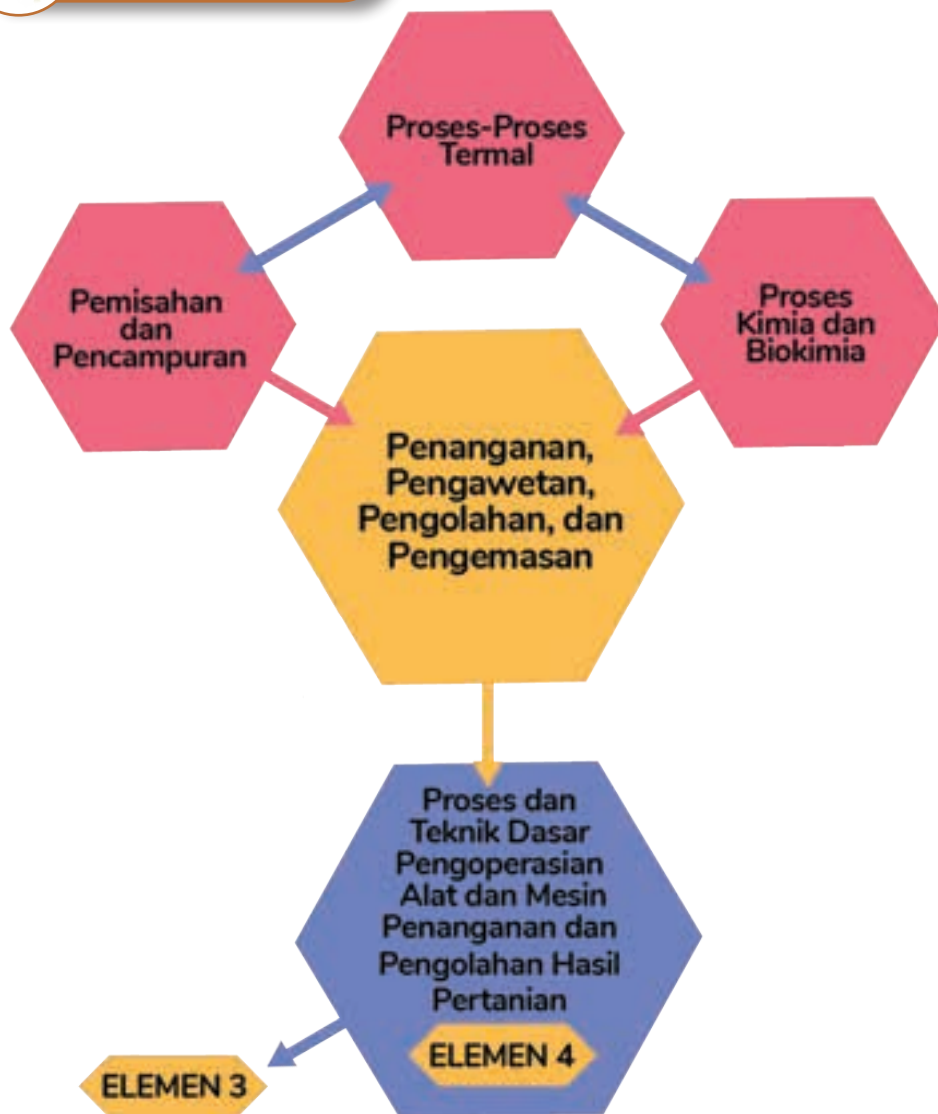 Proses-Proses
Termal
Pemisahan
dan
Pencampuran
Proses
Kimia dan
Biokimia
Penanganan,
Pengawetan,
Pengolahan, dan
Pengemasan
Proses dan
Teknik Dasar
Pengoperasian
Alat dan Mesin
Penanganan dan
Pengolahan Hasil
Pertanian
ELEMEN 4
ELEMEN 3